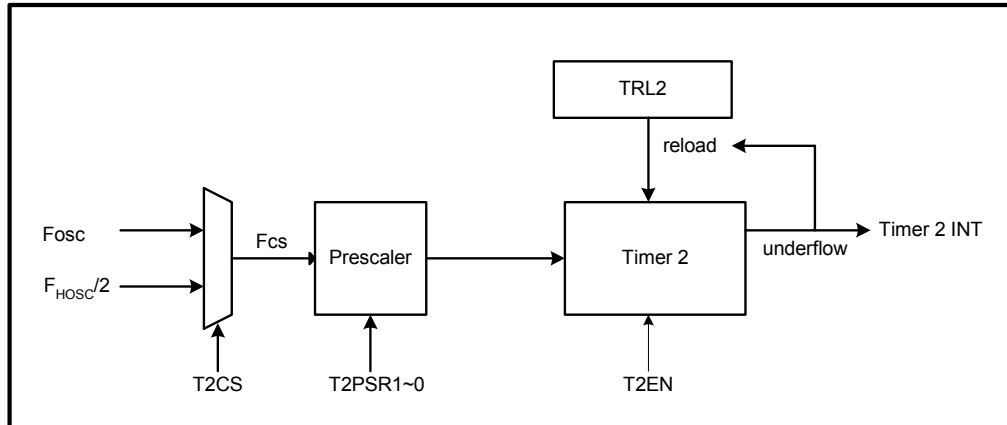 TRL2
reload
Fosc
Fcs
Prescaler
Timer 2
underflow
Timer 2 INT
F_HOSC/2
T2CS
T2PSR1~0
T2EN